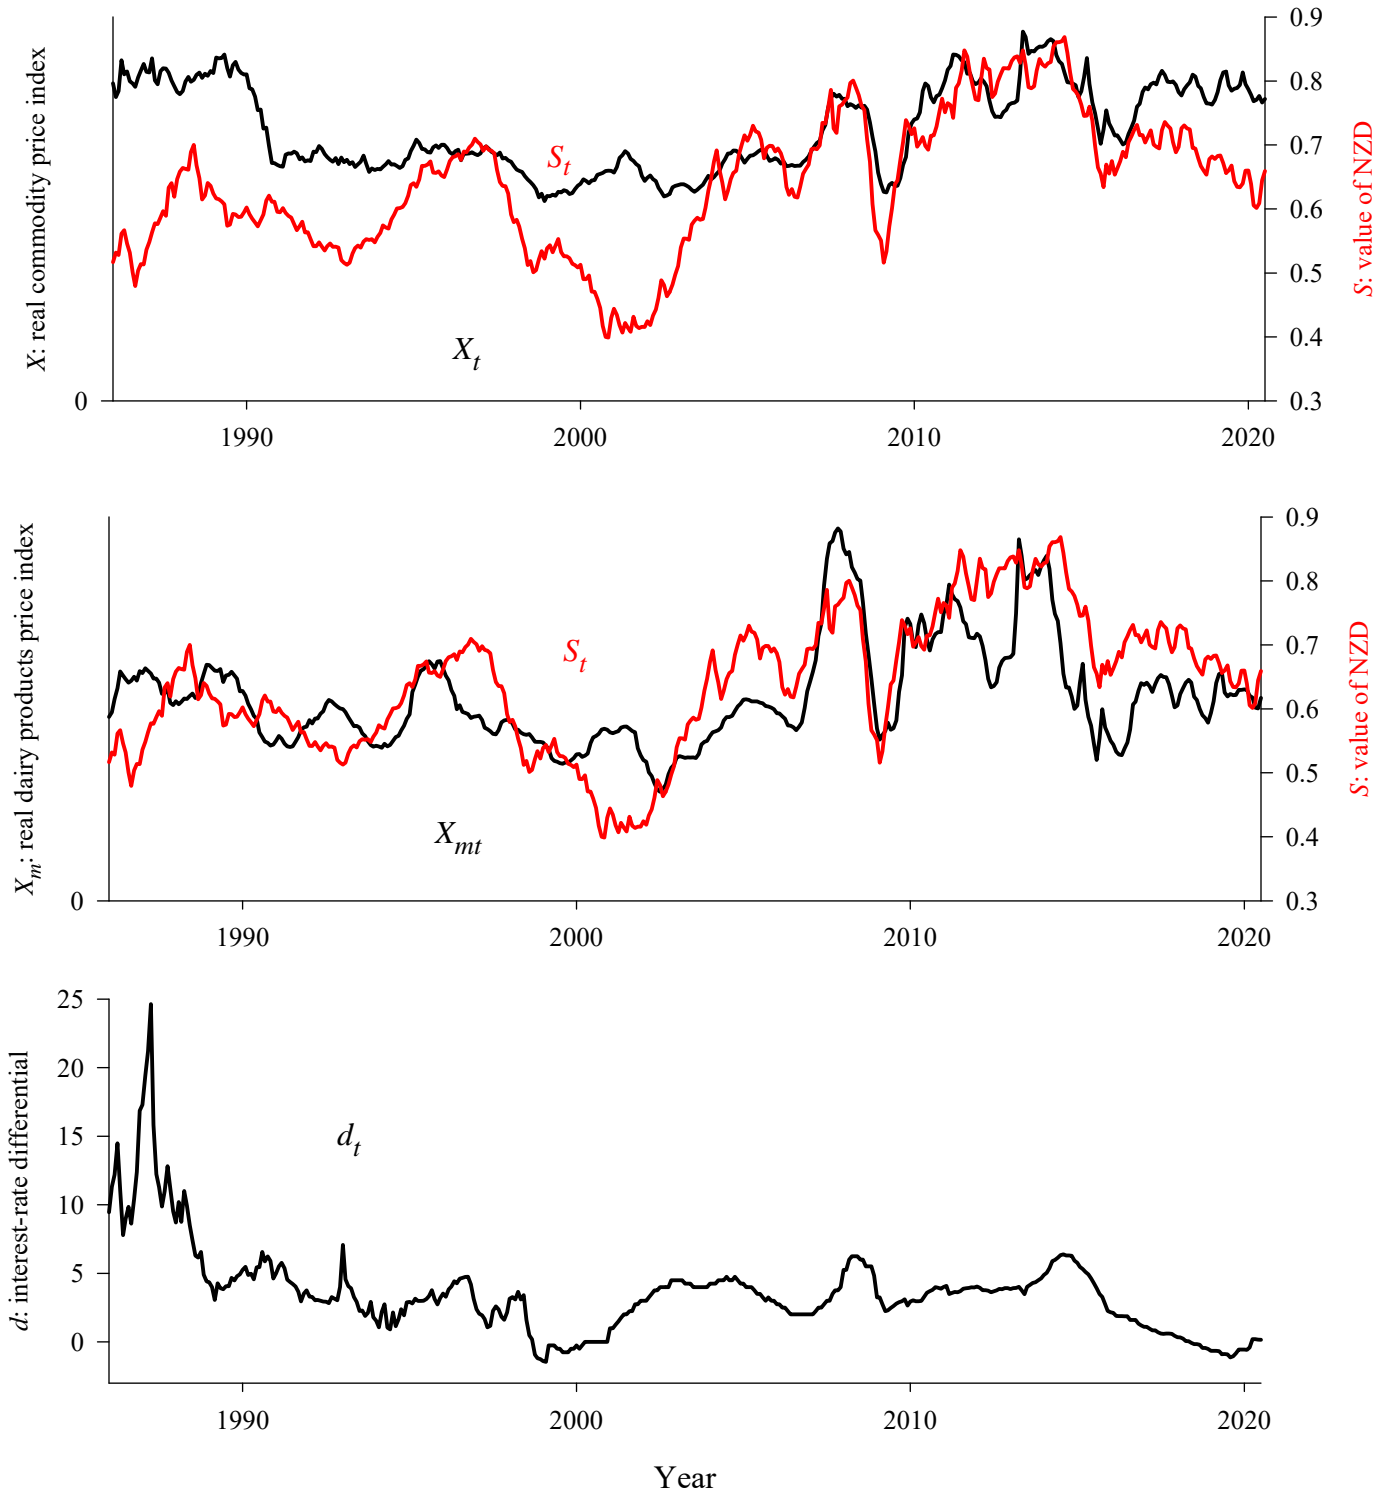 X: real commodity price index
S_t
X_t
0
0.9
0.8
0.7
0.6
0.5
0.4
0.3
S: value of NZD
1990 2000 2010 2020
X_m: real dairy products price index
S_t
X_mt
0
0.9
0.8
0.7
0.6
0.5
0.4
0.3
S: value of NZD
1990 2000 2010 2020
d: interest-rate differential
25
20
15
10
5
0
d_t
1990 2000 2010 2020
Year